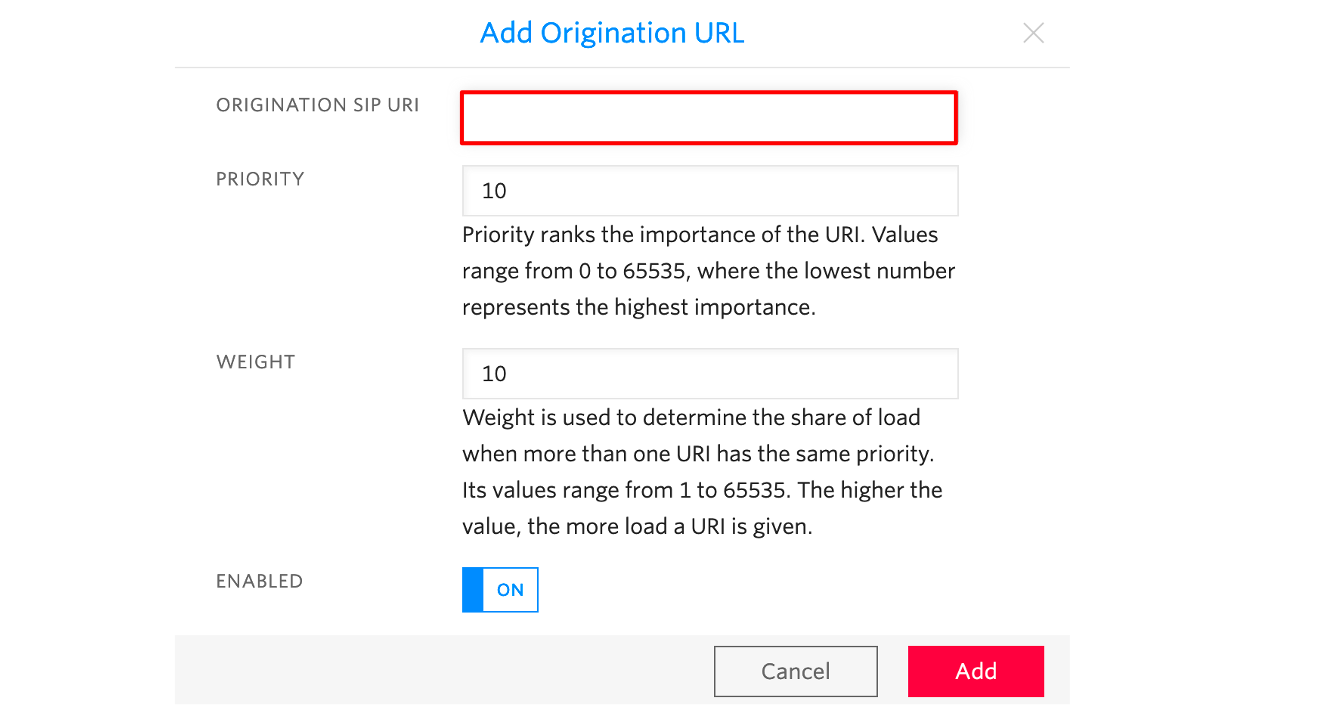 Add Origination URL
ORIGINATION SIP URI
PRIORITY
10
Priority ranks the importance of the URI. Values
range from 0 to 65535, where the lowest number
represents the highest importance.
WEIGHT
10
Weight is used to determine the share of load
when more than one URI has the same priority.
Its values range from 1 to 65535. The higher the
value, the more load a URI is given.
ENABLED
ON
Cancel
Add